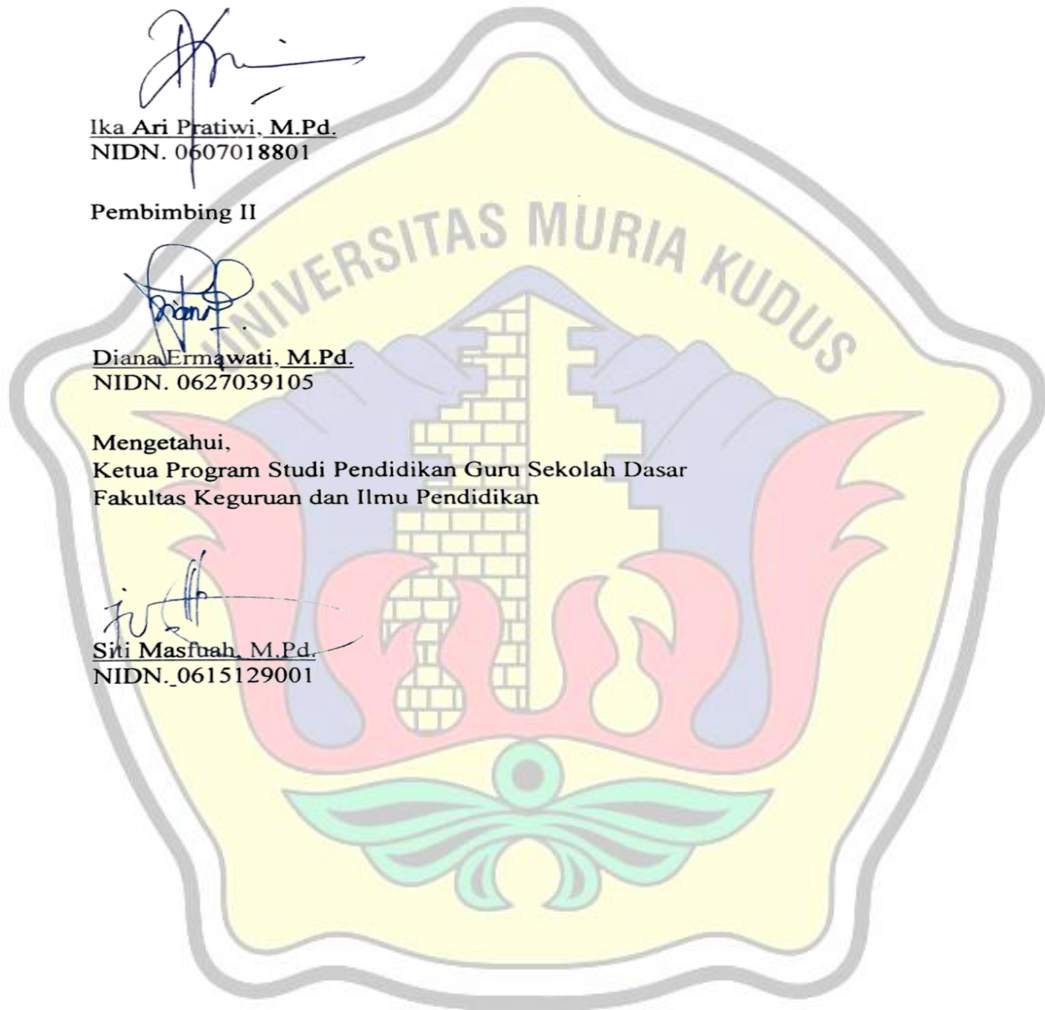 Ika Ari Pratiwi, M.Pd.
NIDN. 0607018801
Pembimbing II
UNIVERSITAS MURIA KUDUS
Diana Ermawati, M.Pd.
NIDN. 0627039105
Mengetahui,
Ketua Program Studi Pendidikan Guru Sekolah Dasar
Fakultas Keguruan dan Ilmu Pendidikan
Siti Masfuah, M.Pd.
NIDN. 0615129001